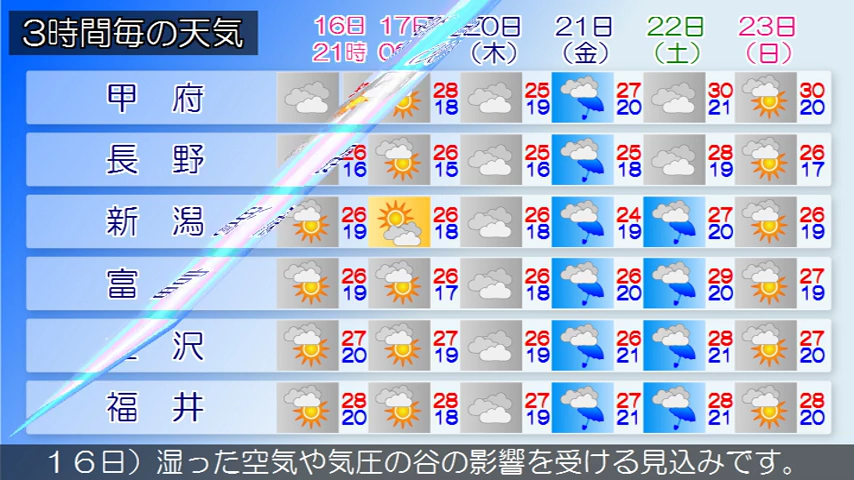 3時間毎の天気
16日 17日 20日 21日 22日 23日
21時 (木) (金) (土) (日)
甲府 28 25 27 30 30
18 19 20 21 20
長野 26 26 25 25 28 26
16 15 16 18 19 17
新潟 26 26 26 24 27 26
19 18 18 19 20 19
富 26 26 26 26 29 27
19 17 18 20 20 19
沢 27 27 26 26 28 27
20 19 19 21 21 20
福井 28 28 27 27 28 28
20 18 19 21 21 20
16日）湿った空気や気圧の谷の影響を受ける見込みです。